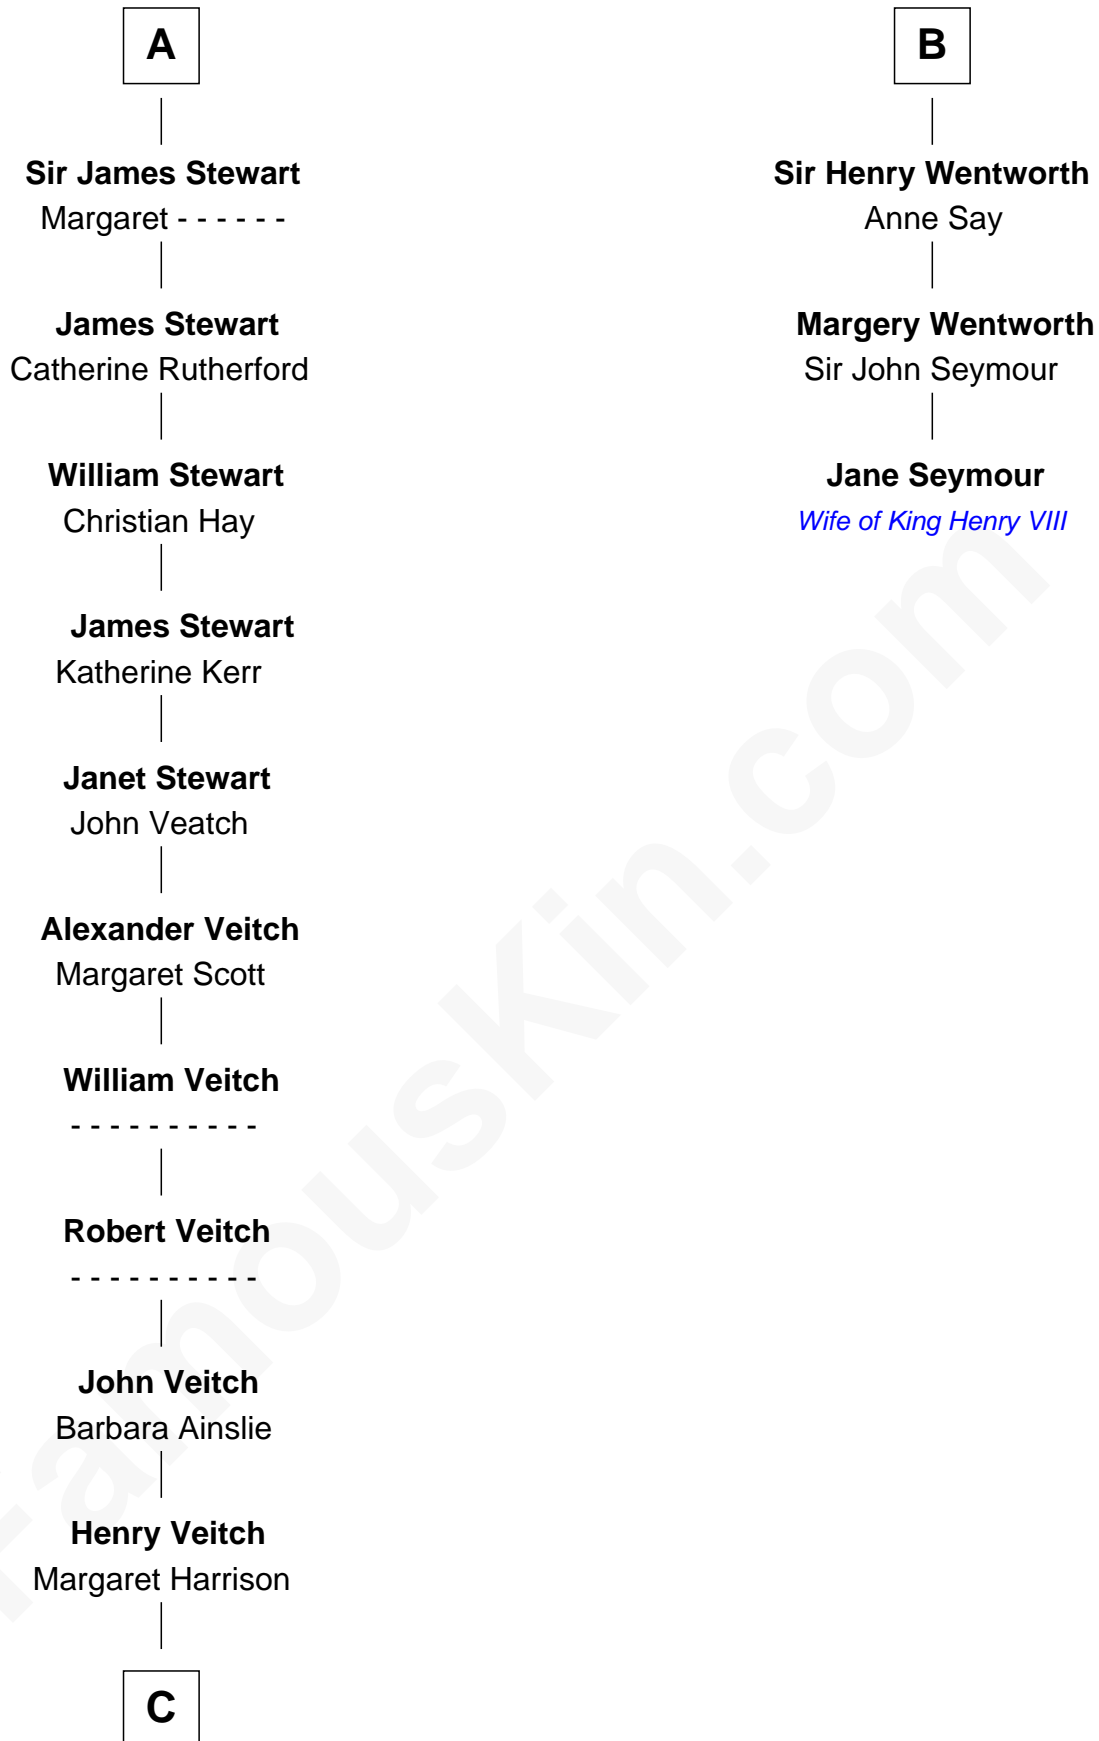 A
Sir James Stewart
Margaret - - - - - -
James Stewart
Catherine Rutherford
William Stewart
Christian Hay
James Stewart
Katherine Kerr
Janet Stewart
John Veatch
Alexander Veitch
Margaret Scott
William Veitch
- - - - - - - - - -
Robert Veitch
- - - - - - - - - -
John Veitch
Barbara Ainslie
Henry Veitch
Margaret Harrison
C
B
Sir Henry Wentworth
Anne Say
Margery Wentworth
Sir John Seymour
Jane Seymour
Wife of King Henry VIII
FamousKin.com